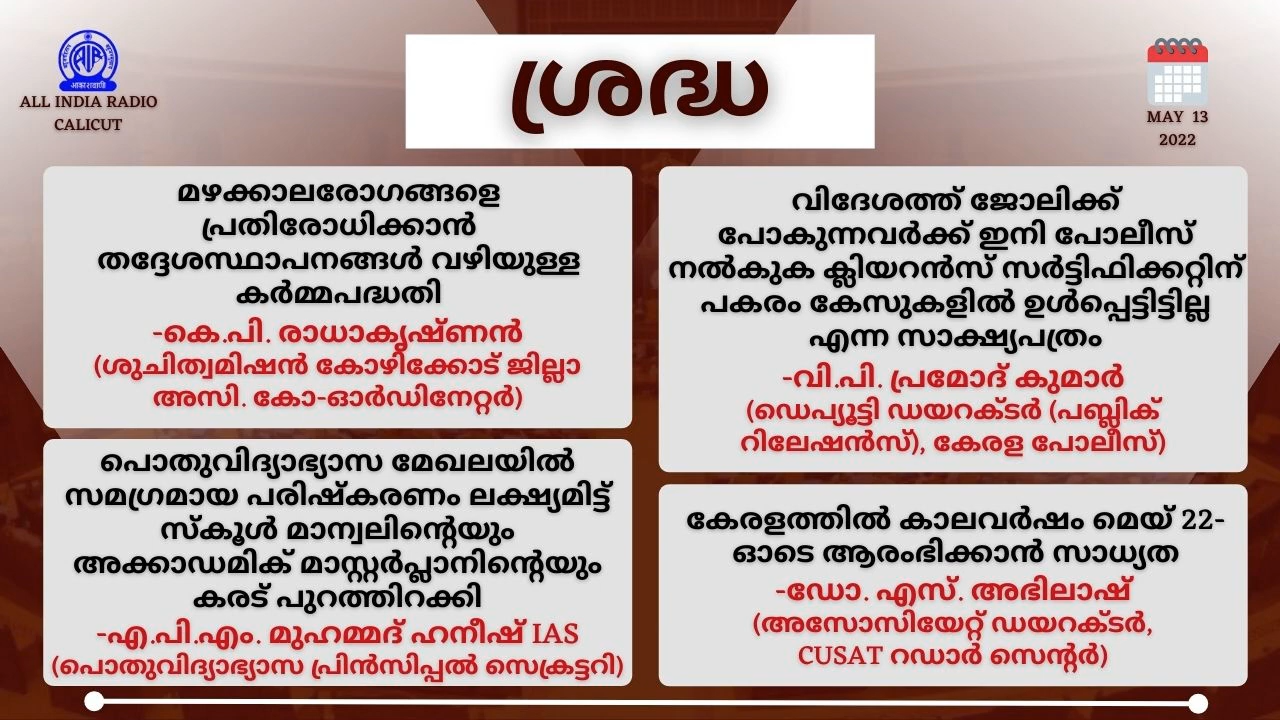 आकाशवाणी
ALL INDIA RADIO
CALICUT
ശ്രദ്ധ
MAY 13
2022
മഴക്കാലരോഗങ്ങളെ
പ്രതിരോധിക്കാൻ
തദ്ദേശസ്ഥാപനങ്ങൾ വഴിയുള്ള
കർമ്മപദ്ധതി
-കെ.പി. രാധാകൃഷ്ണൻ
(ശുചിത്വമിഷൻ കോഴിക്കോട് ജില്ലാ
അസി. കോ-ഓർഡിനേറ്റർ)
പൊതുവിദ്യാഭ്യാസ മേഖലയിൽ
സമഗ്രമായ പരിഷ്കരണം ലക്ഷ്യമിട്ട്
സ്കൂൾ മാന്വലിന്റെയും
അക്കാഡമിക് മാസ്റ്റർപ്ലാനിന്റെയും
കരട് പുറത്തിറക്കി
-എ.പി.എം. മുഹമ്മദ് ഹനീഷ് IAS
(പൊതുവിദ്യാഭ്യാസ പ്രിൻസിപ്പൽ സെക്രട്ടറി)
വിദേശത്ത് ജോലിക്ക്
പോകുന്നവർക്ക് ഇനി പോലീസ്
നൽകുക ക്ലിയറൻസ് സർട്ടിഫിക്കറ്റിന്
പകരം കേസുകളിൽ ഉൾപ്പെട്ടിട്ടില്ല
എന്ന സാക്ഷ്യപത്രം
-വി.പി. പ്രമോദ് കുമാർ
(ഡെപ്യൂട്ടി ഡയറക്ടർ (പബ്ലിക്
റിലേഷൻസ്), കേരള പോലീസ്)
കേരളത്തിൽ കാലവർഷം മെയ് 22-
ഓടെ ആരംഭിക്കാൻ സാധ്യത
-ഡോ. എസ്. അഭിലാഷ്
(അസോസിയേറ്റ് ഡയറക്ടർ,
CUSAT റഡാർ സെന്റർ)